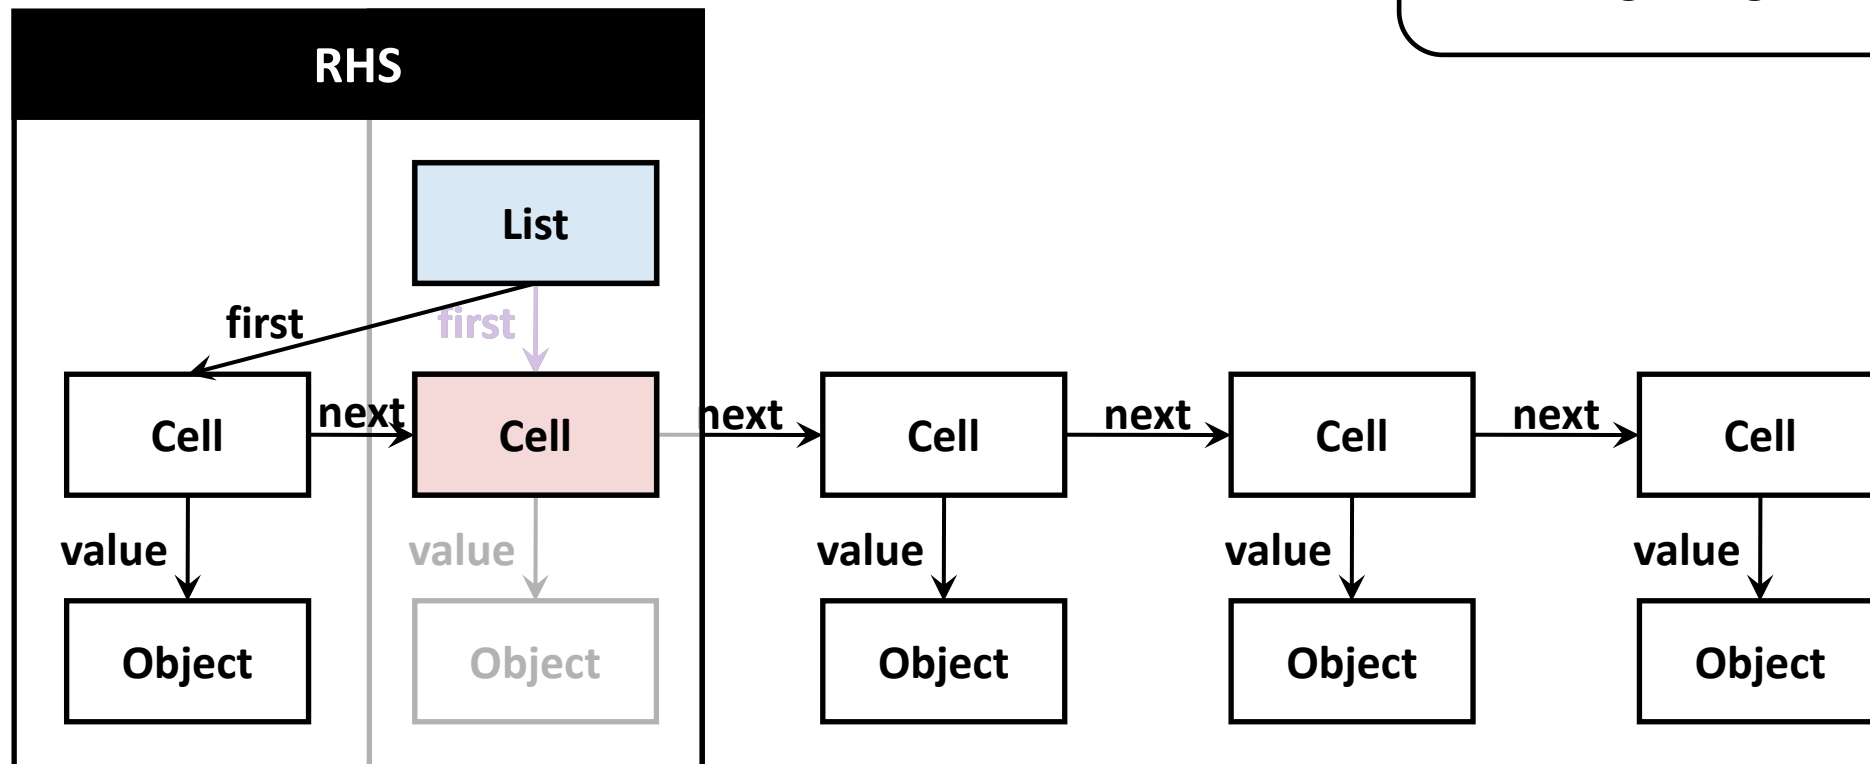 RHS
List
first
first
Cell
next
Cell
next
Cell
next
Cell
next
Cell
value
value
value
value
value
Object
Object
Object
Object
Object